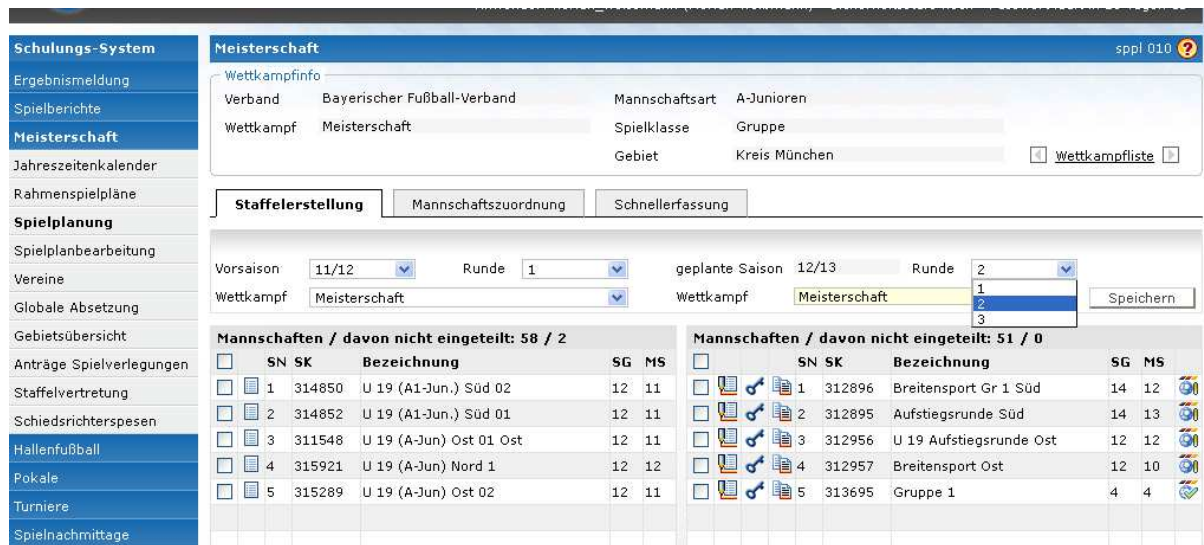 Schulungs-System
Ergebnismeldung
Spielberichte
Meisterschaft
Jahreszeitenkalender
Rahmenspielpläne
Spielplanung
Spielplanbearbeitung
Vereine
Globale Absetzung
Gebietsübersicht
Anträge Spielverlegungen
Staffelvertretung
Schiedsrichterspesen
Hallenfußball
Pokale
Turniere
Spielnachmittage
Meisterschaft sppl 010 ?
Wettkampfinfo
Verband Bayerischer Fußball-Verband Mannschaftsart A-Junioren
Wettkampf Meisterschaft Spielklasse Gruppe
Gebiet Kreis München Wettkampfliste
Staffelerstellung Mannschaftszuordnung Schnellerfassung
Vorsaison 11/12 Runde 1 geplante Saison 12/13 Runde 2
Wettkampf Meisterschaft Wettkampf Meisterschaft Speichern
1
2
3
Mannschaften / davon nicht eingeteilt: 58 / 2
SN SK Bezeichnung SG MS
1 314850 U 19 (A1-Jun.) Süd 02 12 11
2 314852 U 19 (A1-Jun.) Süd 01 12 11
3 311548 U 19 (A-Jun) Ost 01 Ost 12 11
4 315921 U 19 (A-Jun) Nord 1 12 12
5 315289 U 19 (A-Jun) Ost 02 12 11
Mannschaften / davon nicht eingeteilt: 51 / 0
SN SK Bezeichnung SG MS
1 312896 Breitensport Gr 1 Süd 14 12
2 312895 Aufstiegsrunde Süd 14 13
3 312956 U 19 Aufstiegsrunde Ost 12 12
4 312957 Breitensport Ost 12 10
5 313695 Gruppe 1 4 4